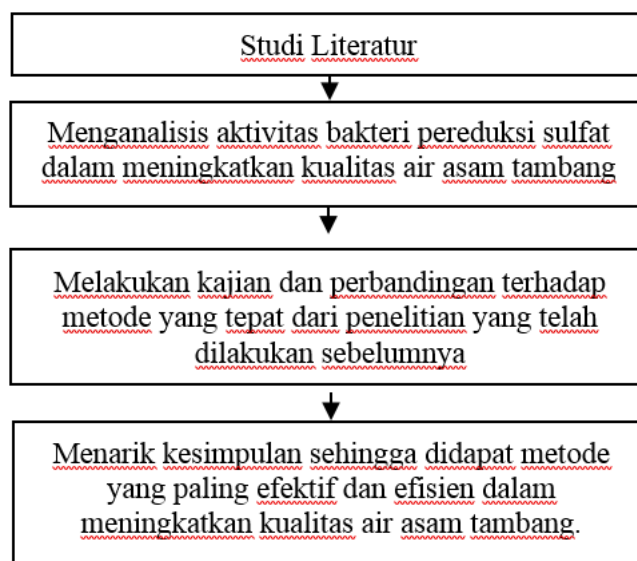 Studi Literatur
Menganalisis aktivitas bakteri pereduksi sulfat
dalam meningkatkan kualitas air asam tambang
Melakukan kajian dan perbandingan terhadap
metode yang tepat dari penelitian yang telah
dilakukan sebelumnya
Menarik kesimpulan sehingga didapat metode
yang paling efektif dan efisien dalam
meningkatkan kualitas air asam tambang.